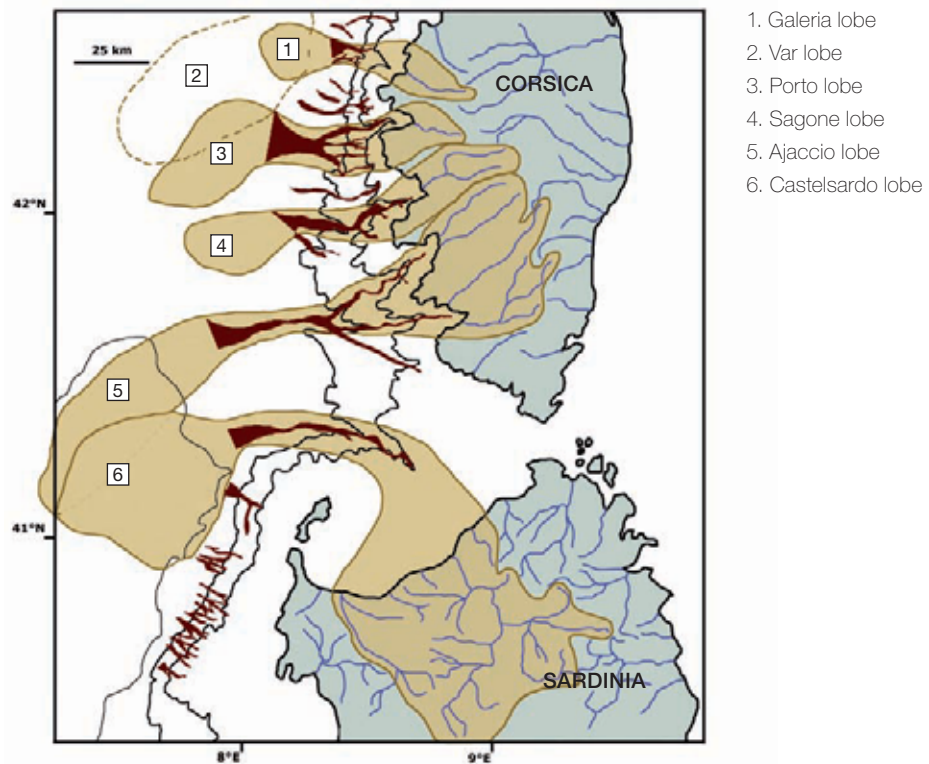 25 km
1
2
CORSICA
3
42°N
4
5
6
41°N
SARDINIA
8°E
9°E
1. Galeria lobe
2. Var lobe
3. Porto lobe
4. Sagone lobe
5. Ajaccio lobe
6. Castelsardo lobe